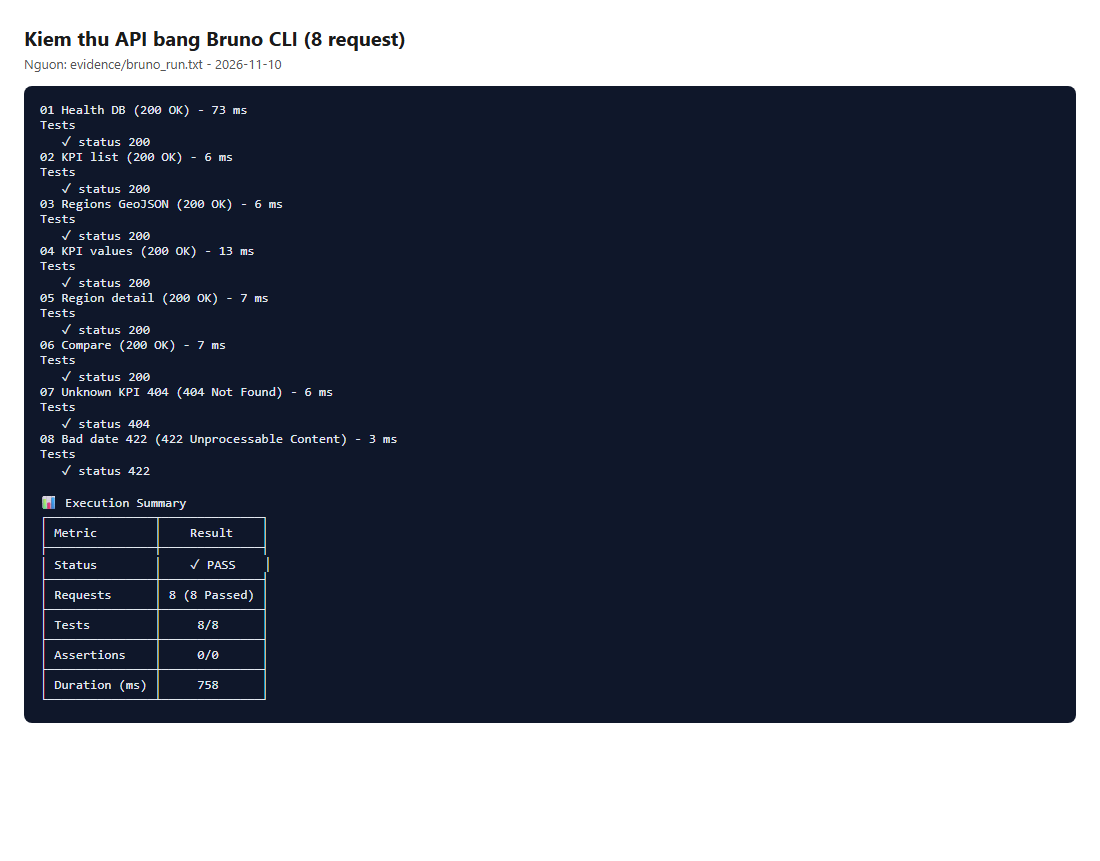 Kiem thu API bang Bruno CLI (8 request)
Nguon: evidence/bruno_run.txt - 2026-11-10
01 Health DB (200 OK) - 73 ms
Tests
✓ status 200
02 KPI list (200 OK) - 6 ms
Tests
✓ status 200
03 Regions GeoJSON (200 OK) - 6 ms
Tests
✓ status 200
04 KPI values (200 OK) - 13 ms
Tests
✓ status 200
05 Region detail (200 OK) - 7 ms
Tests
✓ status 200
06 Compare (200 OK) - 7 ms
Tests
✓ status 200
07 Unknown KPI 404 (404 Not Found) - 6 ms
Tests
✓ status 404
08 Bad date 422 (422 Unprocessable Content) - 3 ms
Tests
✓ status 422
📊 Execution Summary
Metric Result
Status ✓ PASS
Requests 8 (8 Passed)
Tests 8/8
Assertions 0/0
Duration (ms) 758